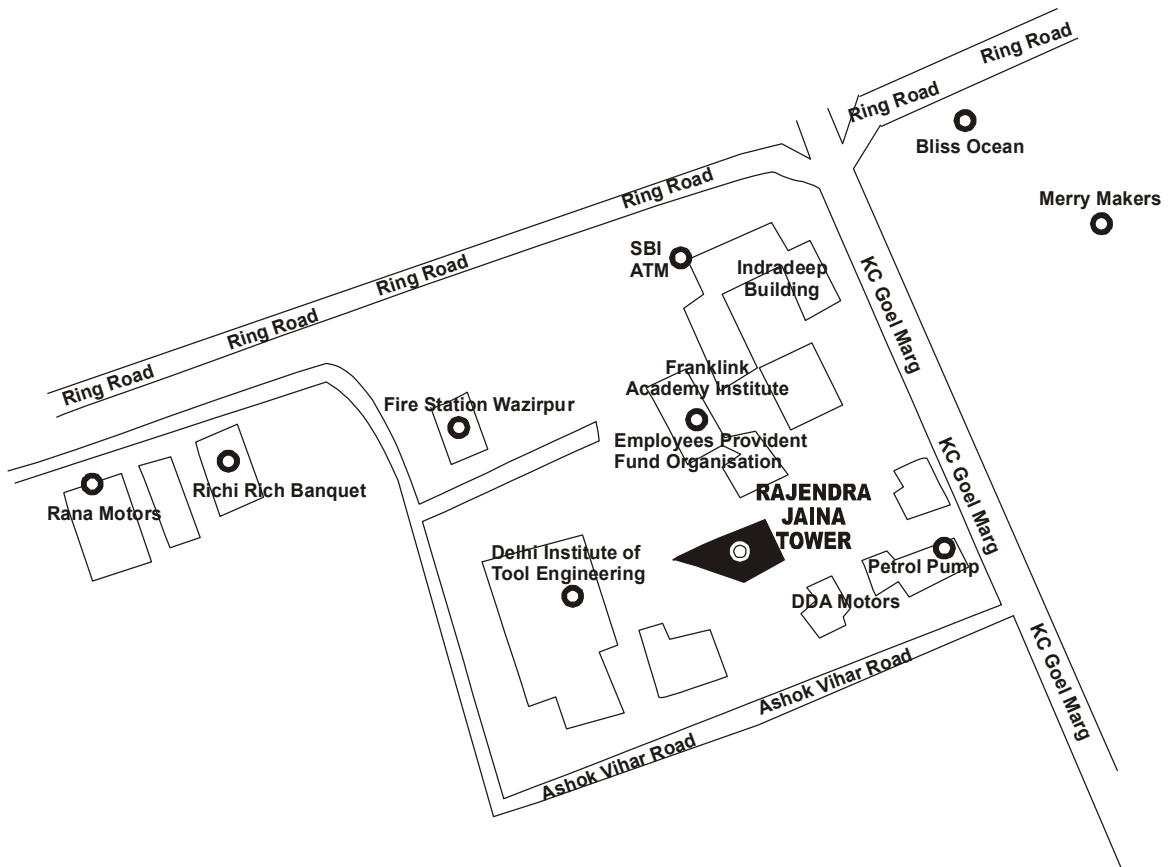 Ring Road
Ring Road
Bliss Ocean
Merry Makers
Ring Road
SBI
ATM
Indradeep
Building
Ring Road
KC Goel Marg
Ring Road
Ring Road
Franklink
Academy Institute
Fire Station Wazirpur
Employees Provident
Fund Organisation
KC Goel Marg
Richi Rich Banquet
Rana Motors
RAJENDRA
JAINA
TOWER
Delhi Institute of
Tool Engineering
Petrol Pump
DDA Motors
KC Goel Marg
Ashok Vihar Road
Ashok Vihar Road